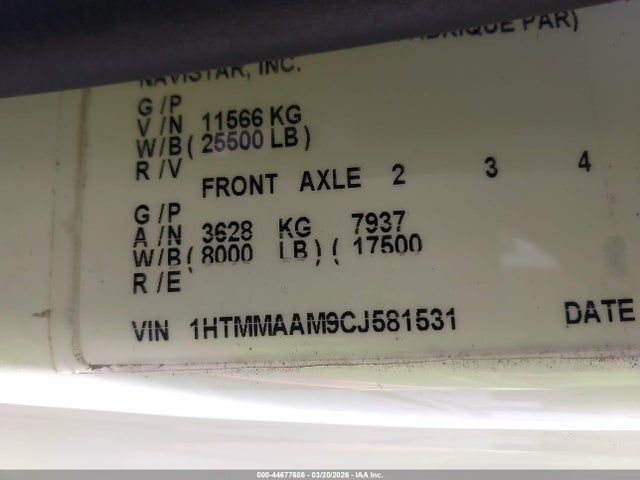 FABRIQUE PAR)
NAVISTAR, INC.
G/P
V/N 11566 KG
W/B ( 25500 LB )
R/V
FRONT AXLE 2 3 4
G/P
A/N 3628 KG 7937
W/B ( 8000 LB ) ( 17500
R/E
VIN 1HTMMAAM9CJ581531 DATE
000-44677686 - 03/20/2026 - IAA Inc.